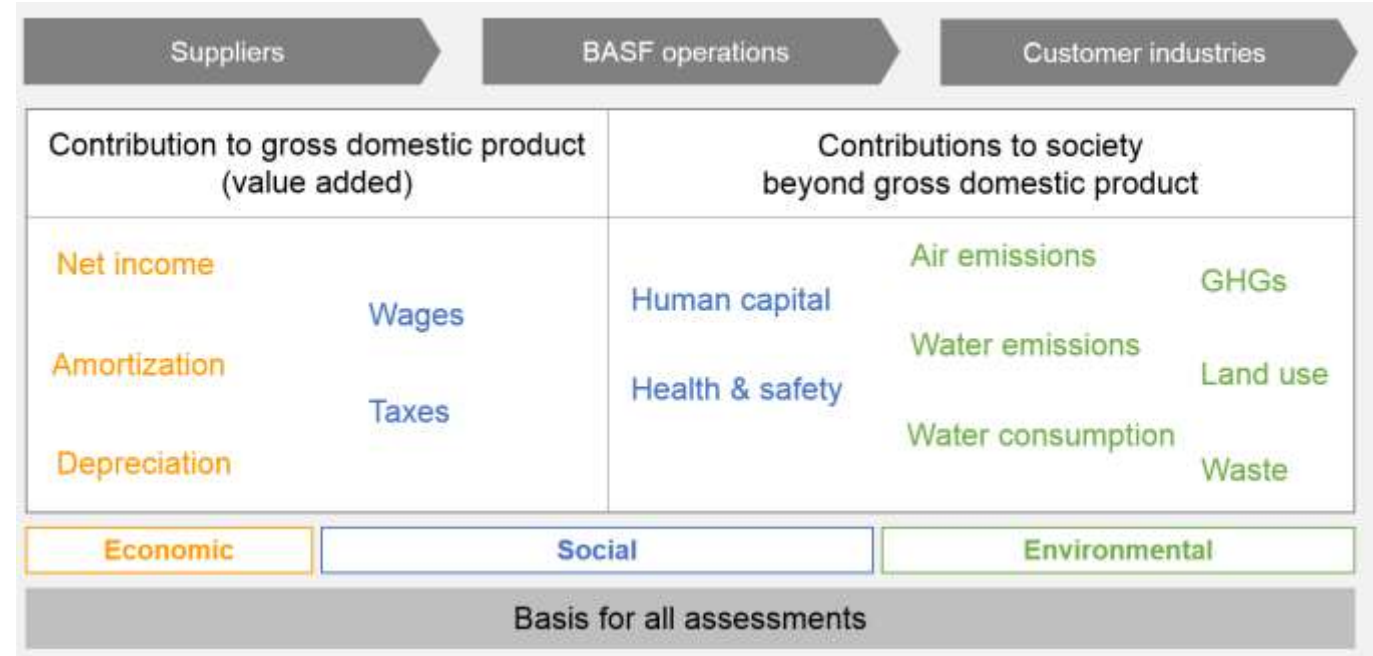 Suppliers
BASF operations
Customer industries
Contribution to gross domestic product
(value added)
Contributions to society
beyond gross domestic product
Net income
Amortization
Depreciation
Wages
Taxes
Human capital
Health & safety
Air emissions
Water emissions
Water consumption
GHGs
Land use
Waste
Economic
Social
Environmental
Basis for all assessments